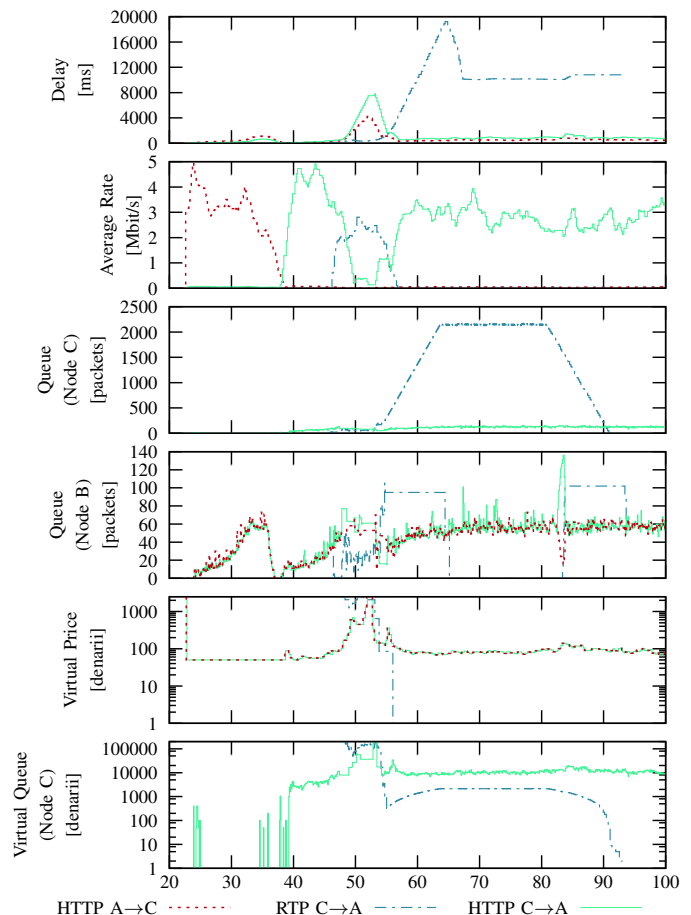 20000
16000
12000
8000
4000
0
Delay
[ms]
5
4
3
2
1
0
Average Rate
[Mbit/s]
2500
2000
1500
1000
500
0
Queue
(Node C)
[packets]
140
120
100
80
60
40
20
0
Queue
(Node B)
[packets]
1000
100
10
1
Virtual Price
[denarii]
100000
10000
1000
100
10
1
Virtual Queue
(Node C)
[denarii]
20 30 40 50 60 70 80 90 100
HTTP A→C RTP C→A HTTP C→A